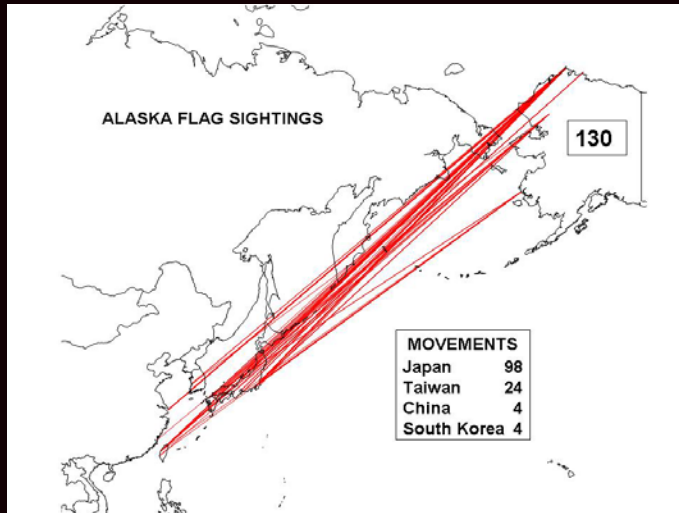 ALASKA FLAG SIGHTINGS
130
MOVEMENTS
Japan 98
Taiwan 24
China 4
South Korea 4